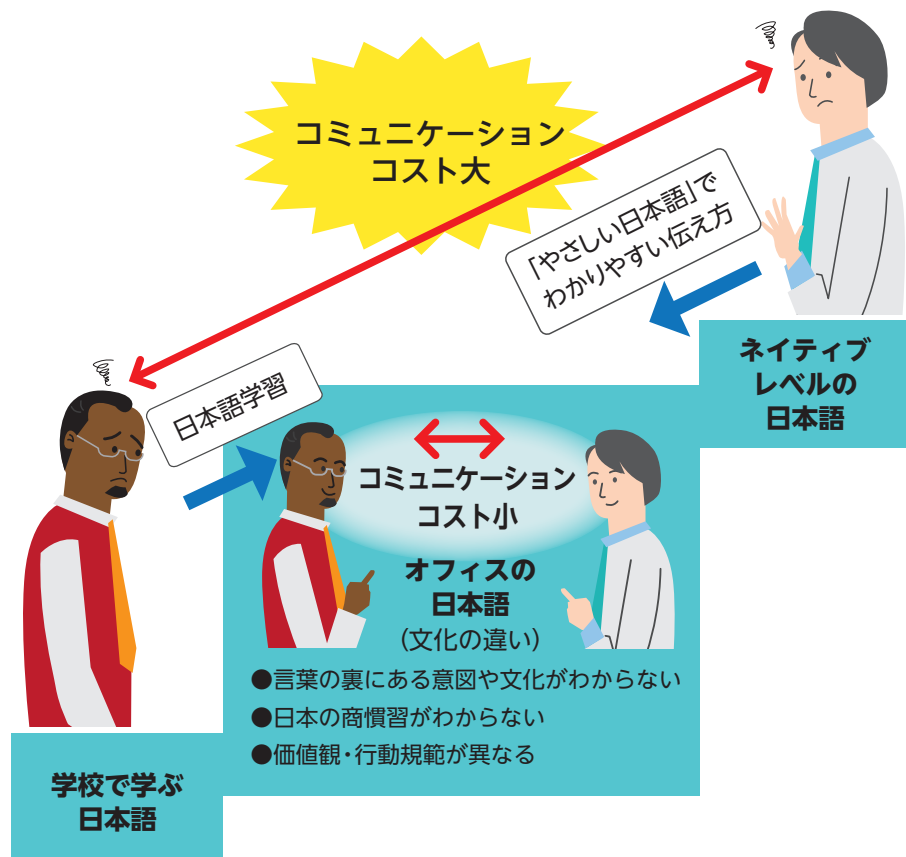 コミュニケーション
コスト大
「やさしい日本語」で
わかりやすい伝え方
ネイティブ
レベルの
日本語
日本語学習
コミュニケーション
コスト小
オフィスの
日本語
（文化の違い）
●言葉の裏にある意図や文化がわからない
●日本の商慣習がわからない
●価値観・行動規範が異なる
学校で学ぶ
日本語